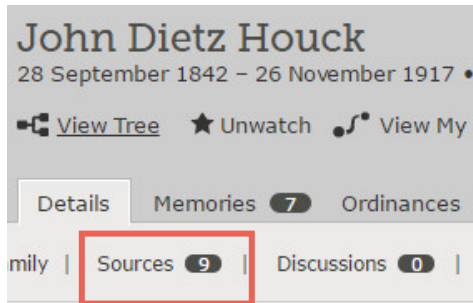 John Dietz Houck
28 September 1842 – 26 November 1917 •
View Tree ★ Unwatch View My
Details Memories 7 Ordinances
mily | Sources 9 | Discussions 0 |